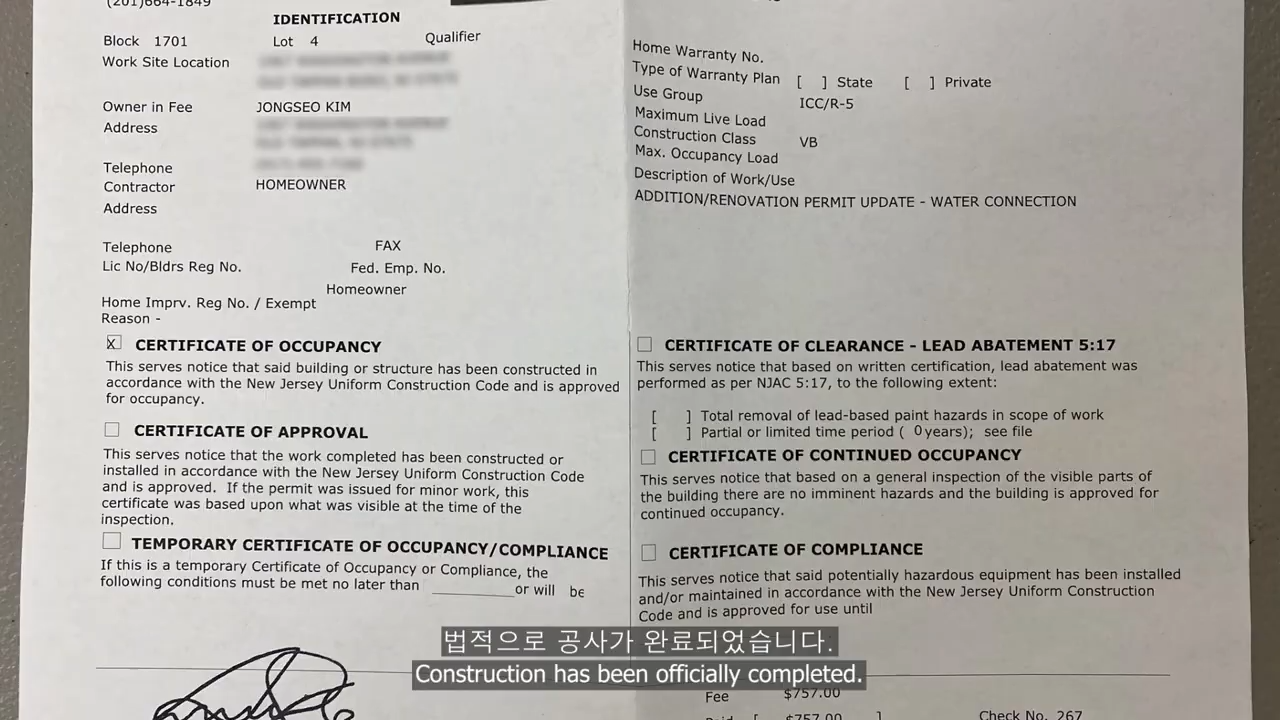 (201)664-1849
IDENTIFICATION
Block 1701 Lot 4 Qualifier
Work Site Location
Owner in Fee JONGSEO KIM
Address
Telephone
Contractor HOMEOWNER
Address
Telephone FAX
Lic No/Bldrs Reg No. Fed. Emp. No.
Homeowner
Home Imprv. Reg No. / Exempt
Reason -
Home Warranty No.
Type of Warranty Plan [ ] State [ ] Private
Use Group ICC/R-5
Maximum Live Load
Construction Class VB
Max. Occupancy Load
Description of Work/Use
ADDITION/RENOVATION PERMIT UPDATE - WATER CONNECTION
X CERTIFICATE OF OCCUPANCY
This serves notice that said building or structure has been constructed in
accordance with the New Jersey Uniform Construction Code and is approved
for occupancy.
CERTIFICATE OF APPROVAL
This serves notice that the work completed has been constructed or
installed in accordance with the New Jersey Uniform Construction Code
and is approved. If the permit was issued for minor work, this
certificate was based upon what was visible at the time of the
inspection.
TEMPORARY CERTIFICATE OF OCCUPANCY/COMPLIANCE
If this is a temporary Certificate of Occupancy or Compliance, the
following conditions must be met no later than __________or will be
CERTIFICATE OF CLEARANCE - LEAD ABATEMENT 5:17
This serves notice that based on written certification, lead abatement was
performed as per NJAC 5:17, to the following extent:
[ ] Total removal of lead-based paint hazards in scope of work
[ ] Partial or limited time period ( 0 years); see file
CERTIFICATE OF CONTINUED OCCUPANCY
This serves notice that based on a general inspection of the visible parts of
the building there are no imminent hazards and the building is approved for
continued occupancy.
CERTIFICATE OF COMPLIANCE
This serves notice that said potentially hazardous equipment has been installed
and/or maintained in accordance with the New Jersey Uniform Construction
Code and is approved for use until
법적으로 공사가 완료되었습니다.
Construction has been officially completed.
Fee $757.00
[ $757.00 ] Check No. 267